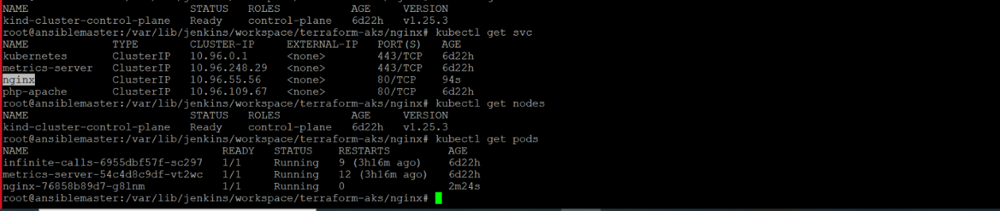 NAME STATUS ROLES AGE VERSION
kind-cluster-control-plane Ready control-plane 6d22h v1.25.3
root@ansiblemaster:/var/lib/jenkins/workspace/terraform-aks/nginx# kubectl get svc
NAME TYPE CLUSTER-IP EXTERNAL-IP PORT(S) AGE
kubernetes ClusterIP 10.96.0.1 <none> 443/TCP 6d22h
metrics-server ClusterIP 10.96.248.29 <none> 443/TCP 6d22h
nginx ClusterIP 10.96.55.56 <none> 80/TCP 94s
php-apache ClusterIP 10.96.109.67 <none> 80/TCP 6d22h
root@ansiblemaster:/var/lib/jenkins/workspace/terraform-aks/nginx# kubectl get nodes
NAME STATUS ROLES AGE VERSION
kind-cluster-control-plane Ready control-plane 6d22h v1.25.3
root@ansiblemaster:/var/lib/jenkins/workspace/terraform-aks/nginx# kubectl get pods
NAME READY STATUS RESTARTS AGE
infinite-calls-6955dbf57f-sc297 1/1 Running 9 (3h16m ago) 6d22h
metrics-server-54c4d8c9df-vt2wc 1/1 Running 12 (3h16m ago) 6d22h
nginx-76858b89d7-g8lnm 1/1 Running 0 2m24s
root@ansiblemaster:/var/lib/jenkins/workspace/terraform-aks/nginx#